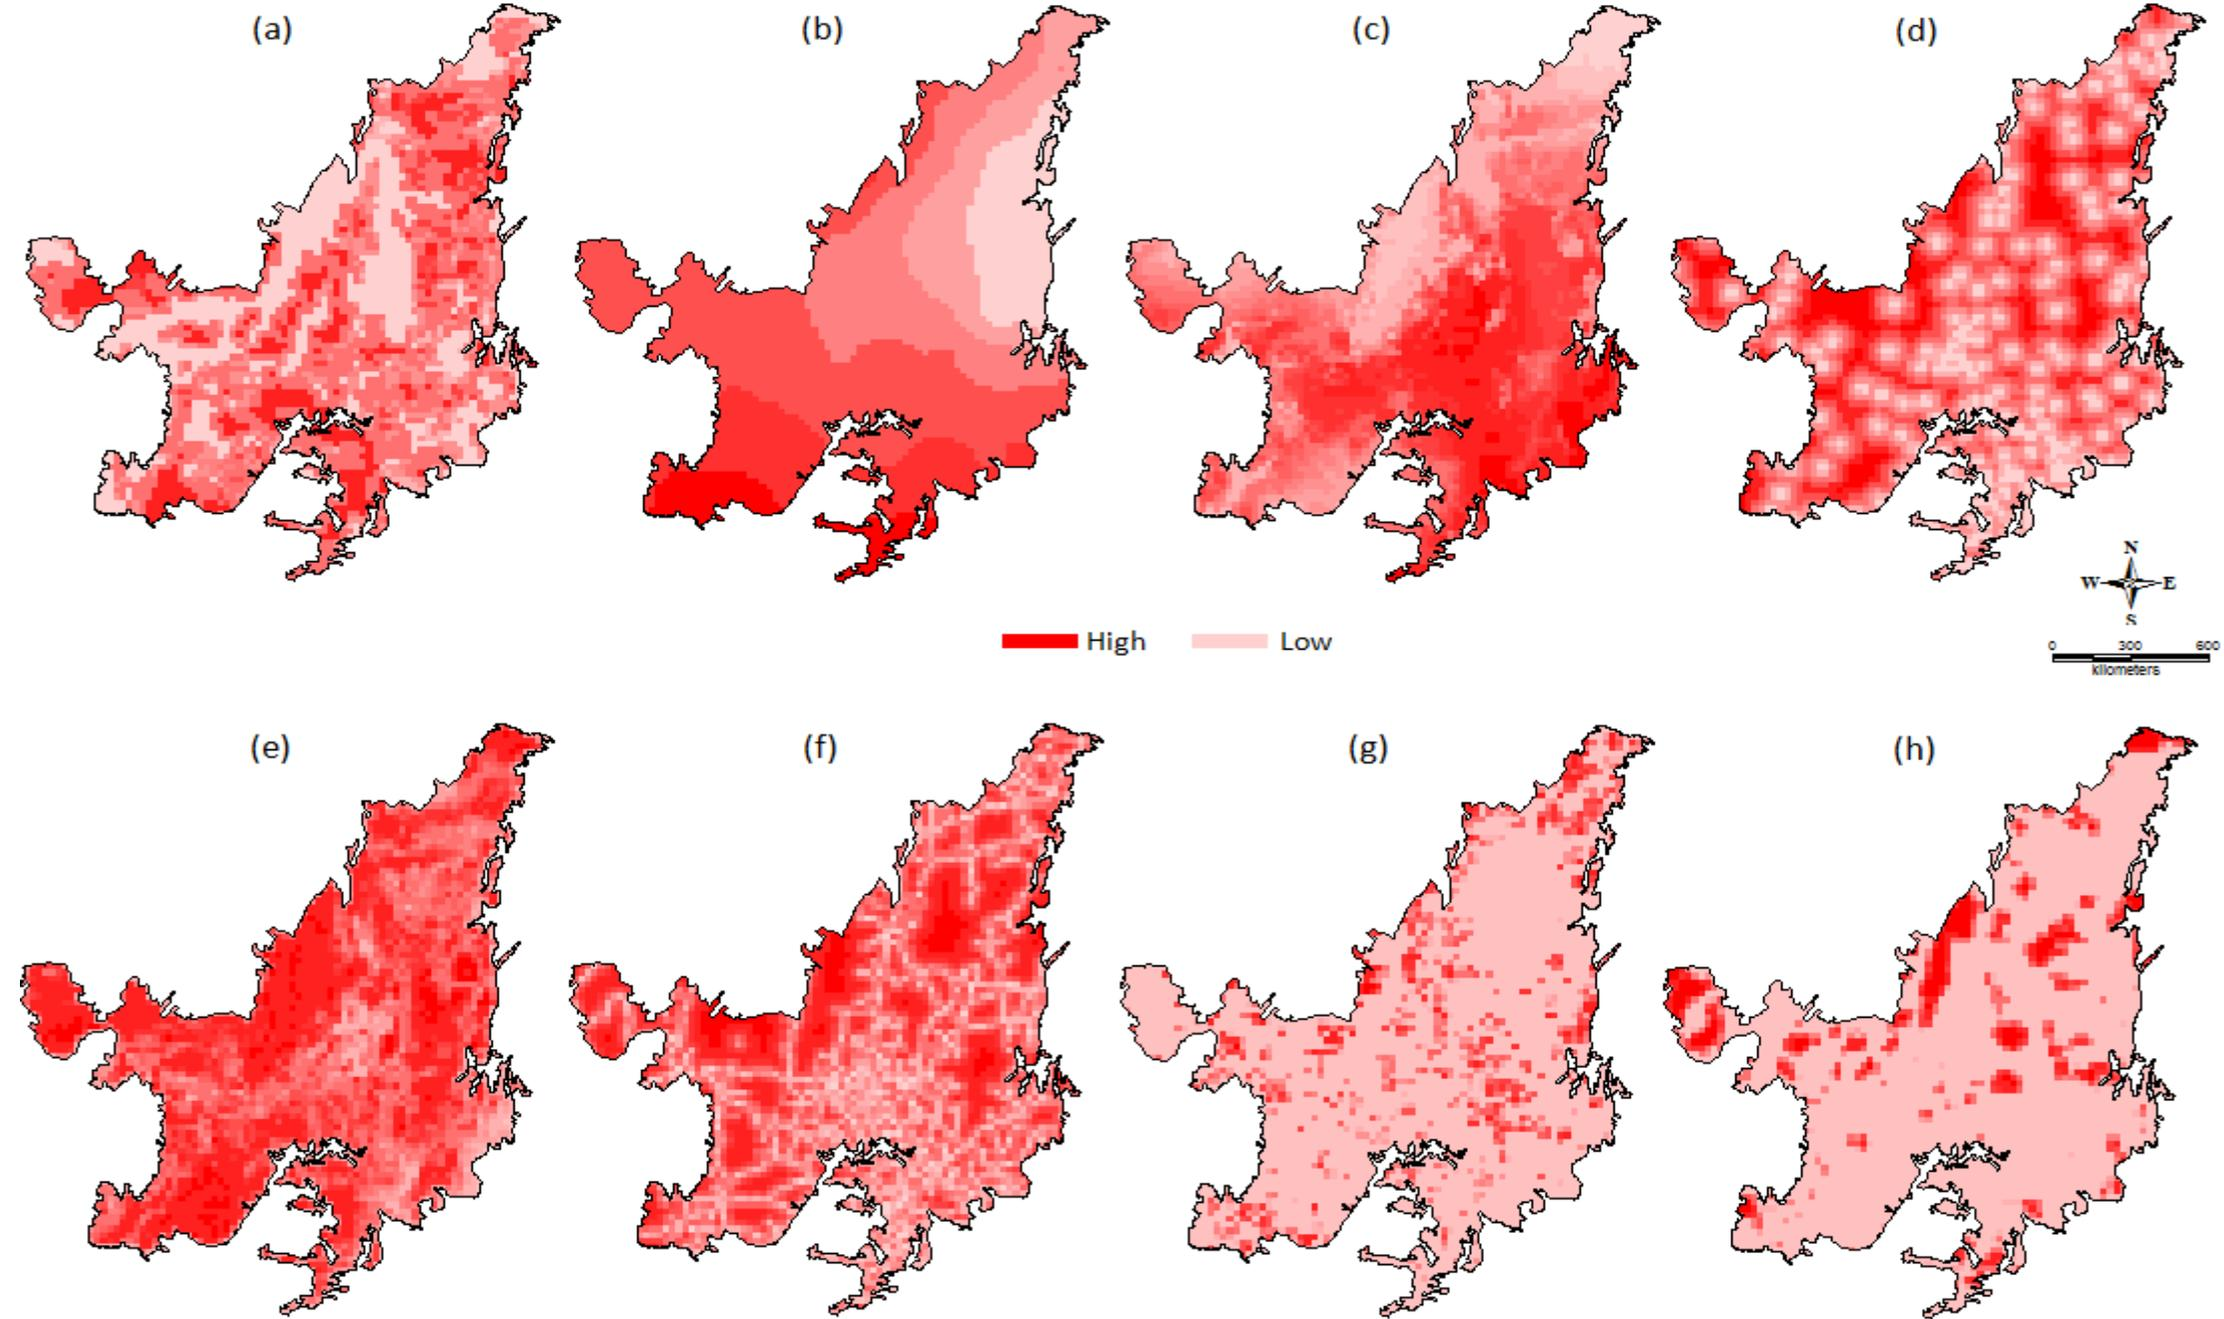 (a) (b) (c) (d)
N
W E
S
High Low
0 300 600
kilometers
(e) (f) (g) (h)